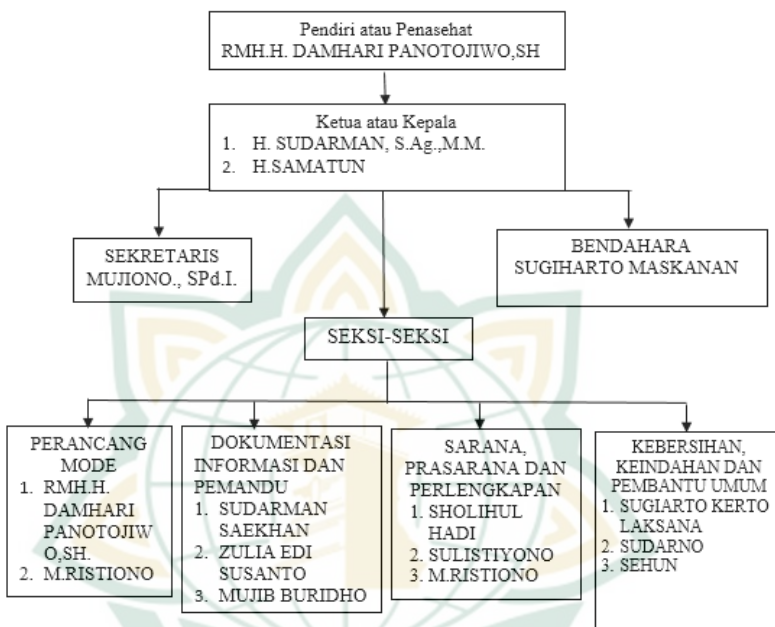 Pendiri atau Penasehat
RMH.H. DAMHARI PANOTOJIWO,SH
Ketua atau Kepala
1. H. SUDARMAN, S.Ag.,M.M.
2. H.SAMATUN
SEKRETARIS
MUJIONO., SPd.I.
BENDAHARA
SUGIHARTO MASKANAN
SEKSI-SEKSI
PERANCANG
MODE
1. RMH.H.
DAMHARI
PANOTOJIW
O,SH.
2. M.RISTIONO
DOKUMENTASI
INFORMASI DAN
PEMANDU
1. SUDARMAN
SAEKHAN
2. ZULIA EDI
SUSANTO
3. MUJIB BURIDHO
SARANA,
PRASARANA DAN
PERLENGKAPAN
1. SHOLIHUL
HADI
2. SULISTIYONO
3. M.RISTIONO
KEBERSIHAN,
KEINDAHAN DAN
PEMBANTU UMUM
1. SUGIARTO KERTO
LAKSANA
2. SUDARNO
3. SEHUN